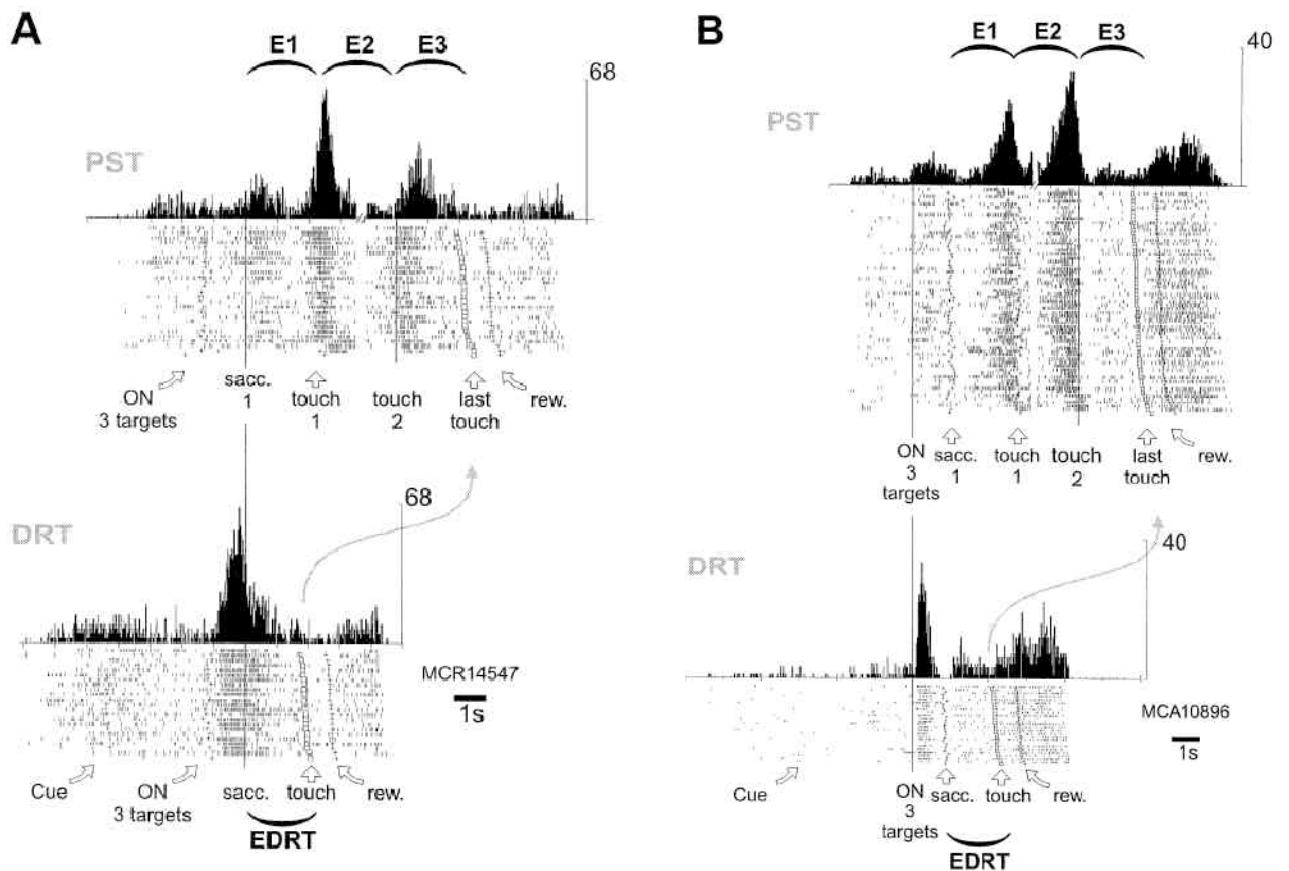 A
E1 E2 E3
68
PST
ON
3 targets
sacc.
1
touch
1
touch
2
last
touch
rew.
68
DRT
MCR14547
1s
Cue
ON
3 targets
sacc.
touch
rew.
EDRT
B
E1 E2 E3
40
PST
ON
3
targets
sacc.
1
touch
1
touch
2
last
touch
rew.
40
DRT
MCA10896
1s
Cue
ON
3
targets
sacc.
touch
rew.
EDRT